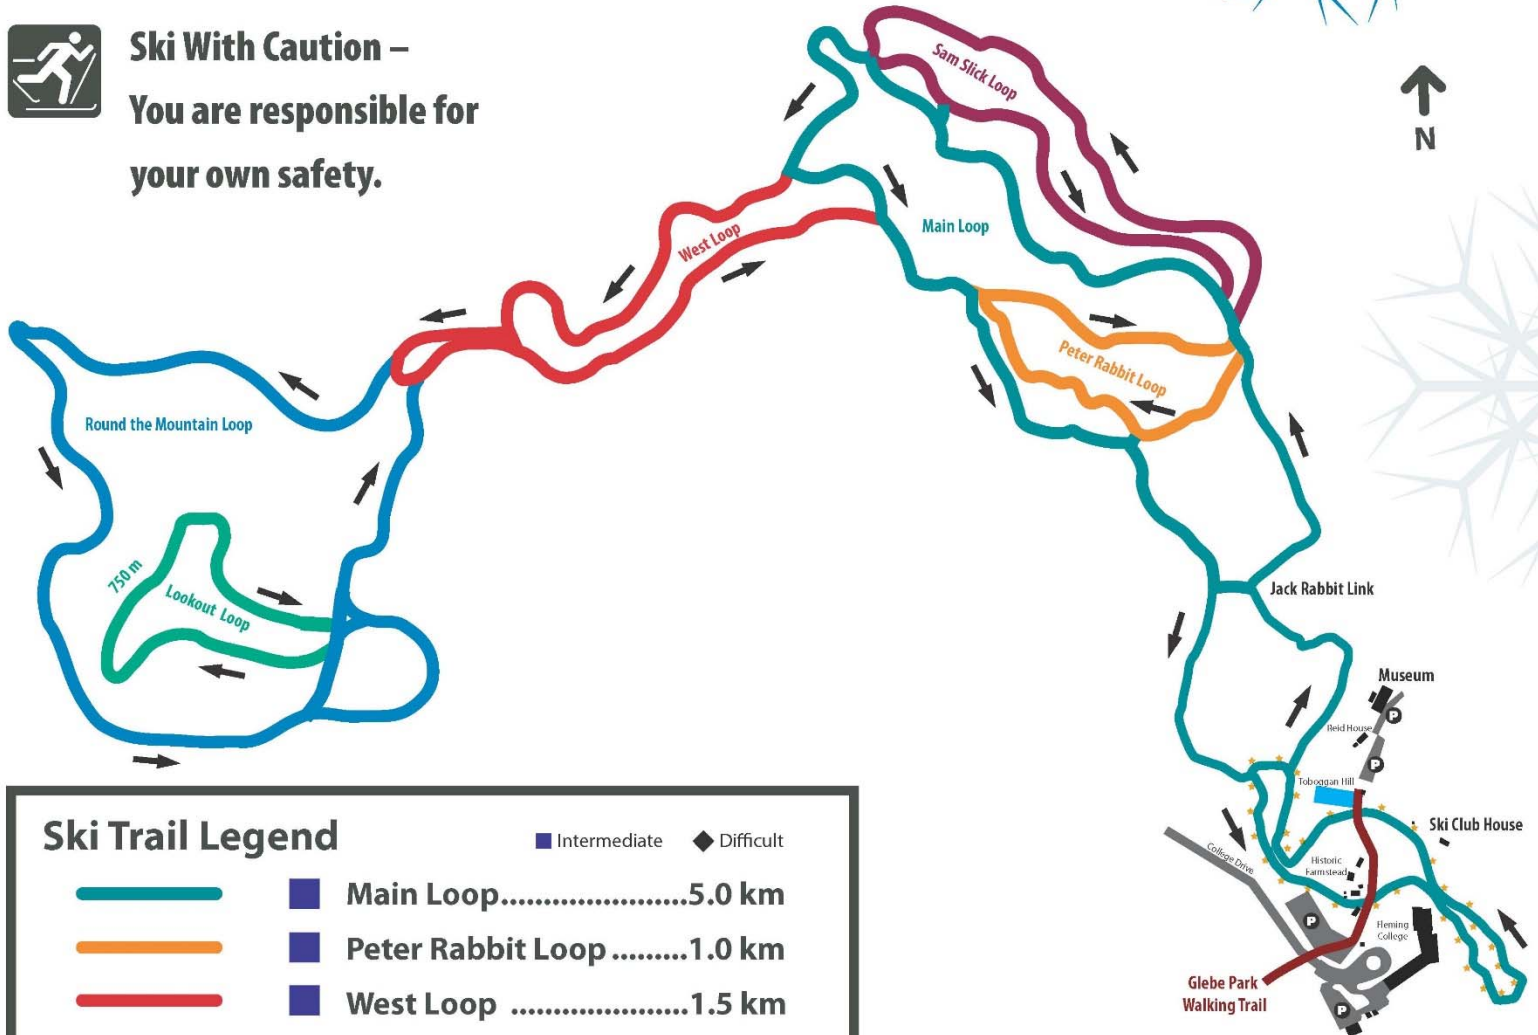 Ski With Caution –
You are responsible for
your own safety.
Sam Slick Loop
N
Main Loop
West Loop
Peter Rabbit Loop
Round the Mountain Loop
750 m
Lookout Loop
Jack Rabbit Link
Museum
P
Reid House
P
Toboggan Hill
Ski Club House
College Drive
Historic
Farmstead
P
Fleming
College
Glebe Park
Walking Trail
P
Ski Trail Legend
Intermediate
Difficult
Main Loop......................5.0 km
Peter Rabbit Loop .........1.0 km
West Loop .....................1.5 km